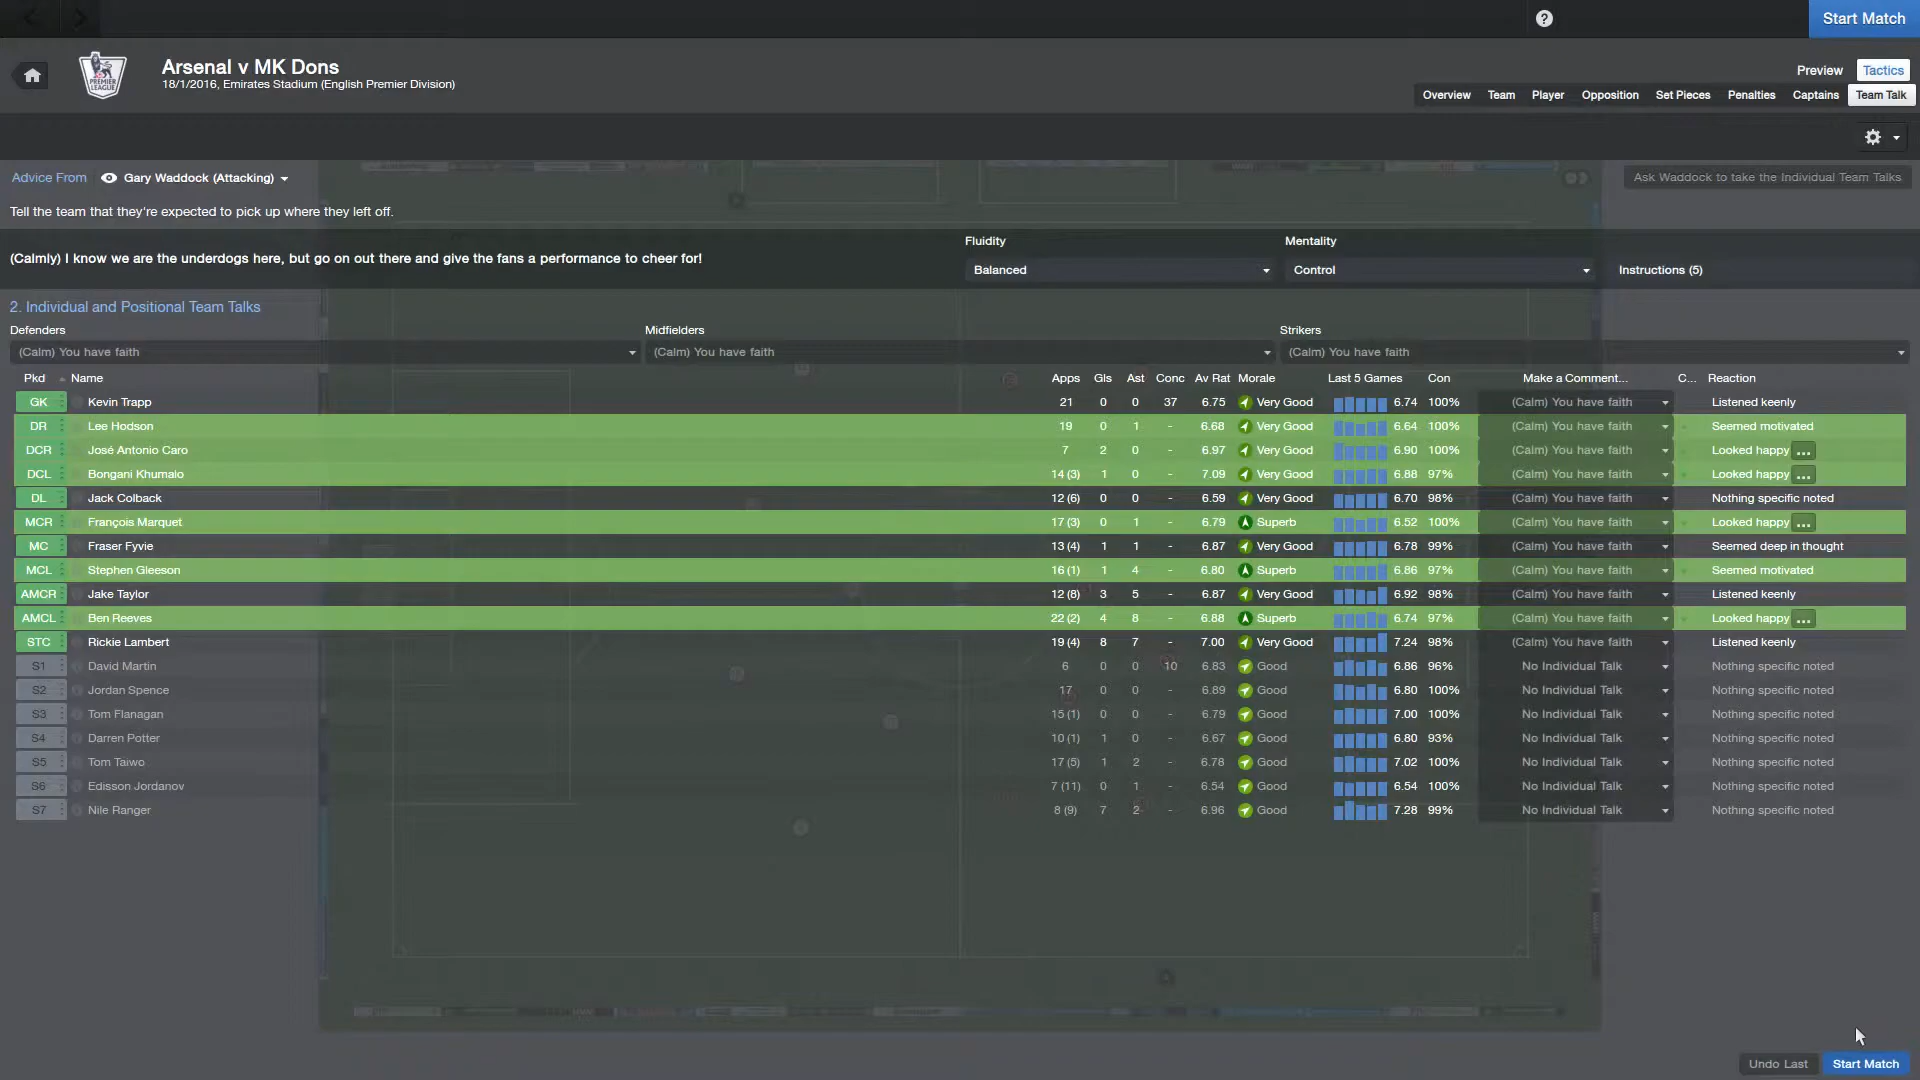 Start Match
Arsenal v MK Dons
18/1/2016, Emirates Stadium (English Premier Division)
PREMIER LEAGUE
Preview Tactics
Overview Team Player Opposition Set Pieces Penalties Captains Team Talk
Advice From Gary Waddock (Attacking) Ask Waddock to take the Individual Team Talks
Tell the team that they're expected to pick up where they left off.
Fluidity Mentality
(Calmly) I know we are the underdogs here, but go on out there and give the fans a performance to cheer for!
Balanced Control Instructions (5)
2. Individual and Positional Team Talks
Defenders Midfielders Strikers
(Calm) You have faith (Calm) You have faith (Calm) You have faith
Pkd Name Apps Gls Ast Conc Av Rat Morale Last 5 Games Con Make a Comment... C... Reaction
GK Kevin Trapp 21 0 0 37 6.75 Very Good 6.74 100% (Calm) You have faith Listened keenly
DR Lee Hodson 19 0 1 - 6.68 Very Good 6.64 100% (Calm) You have faith Seemed motivated
DCR José Antonio Caro 7 2 0 - 6.97 Very Good 6.90 100% (Calm) You have faith Looked happy ...
DCL Bongani Khumalo 14 (3) 1 0 - 7.09 Very Good 6.88 97% (Calm) You have faith Looked happy ...
DL Jack Colback 12 (6) 0 0 - 6.59 Very Good 6.70 98% (Calm) You have faith Nothing specific noted
MCR François Marquet 17 (3) 0 1 - 6.79 Superb 6.52 100% (Calm) You have faith Looked happy ...
MC Fraser Fyvie 13 (4) 1 1 - 6.87 Very Good 6.78 99% (Calm) You have faith Seemed deep in thought
MCL Stephen Gleeson 16 (1) 1 4 - 6.80 Superb 6.86 97% (Calm) You have faith Seemed motivated
AMCR Jake Taylor 12 (8) 3 5 - 6.87 Very Good 6.92 98% (Calm) You have faith Listened keenly
AMCL Ben Reeves 22 (2) 4 8 - 6.88 Superb 6.74 97% (Calm) You have faith Looked happy ...
STC Rickie Lambert 19 (4) 8 7 - 7.00 Very Good 7.24 98% (Calm) You have faith Listened keenly
S1 David Martin 6 0 0 10 6.83 Good 6.86 96% No Individual Talk Nothing specific noted
S2 Jordan Spence 17 0 0 - 6.89 Good 6.80 100% No Individual Talk Nothing specific noted
S3 Tom Flanagan 15 (1) 0 0 - 6.79 Good 7.00 100% No Individual Talk Nothing specific noted
S4 Darren Potter 10 (1) 1 0 - 6.67 Good 6.80 93% No Individual Talk Nothing specific noted
S5 Tom Taiwo 17 (5) 1 2 - 6.78 Good 7.02 100% No Individual Talk Nothing specific noted
S6 Edisson Jordanov 7 (11) 0 1 - 6.54 Good 6.54 100% No Individual Talk Nothing specific noted
S7 Nile Ranger 8 (9) 7 2 - 6.96 Good 7.28 99% No Individual Talk Nothing specific noted
Undo Last Start Match